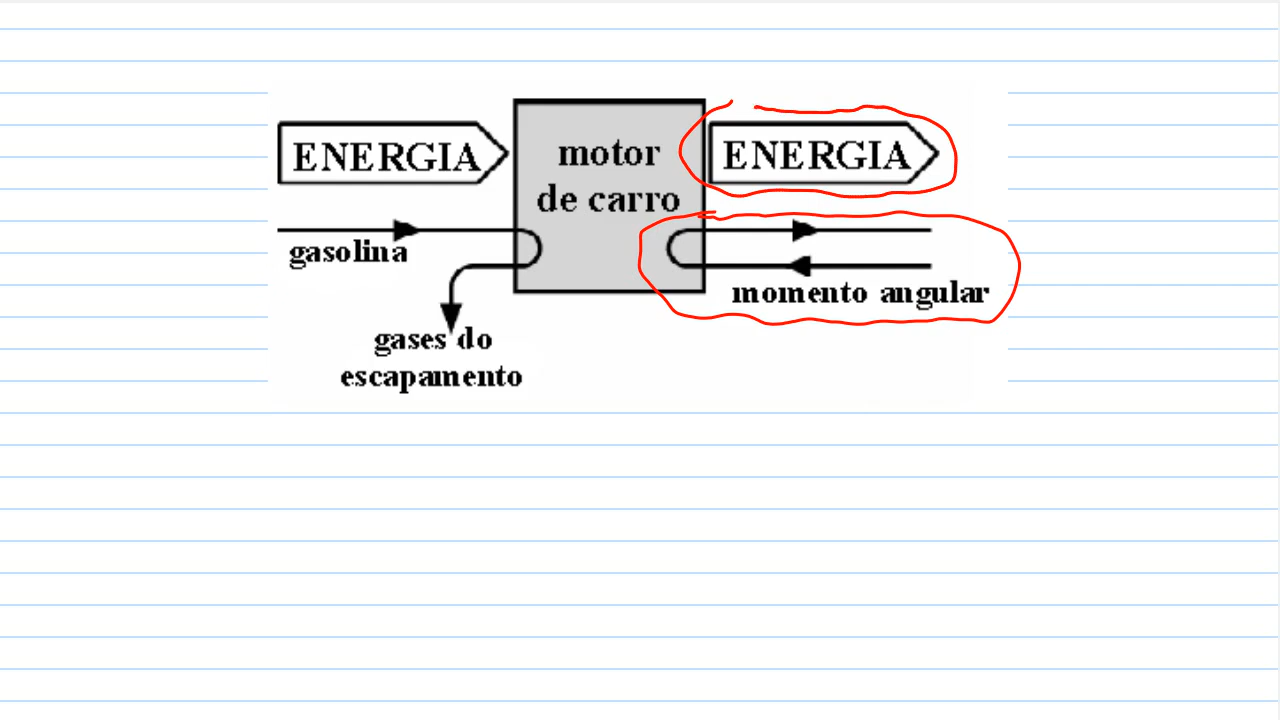 ENERGIA
motor
de carro
ENERGIA
gasolina
momento angular
gases do
escapamento